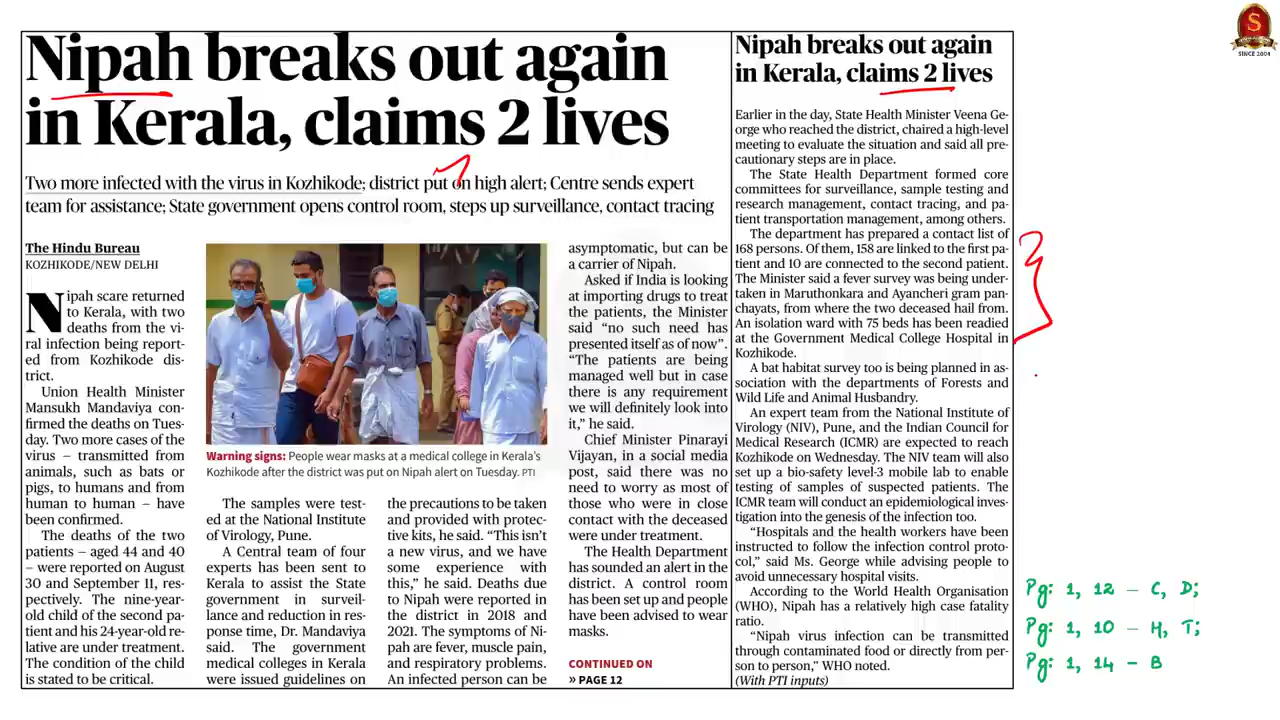 Nipah breaks out again
in Kerala, claims 2 lives
Two more infected with the virus in Kozhikode; district put on high alert; Centre sends expert
team for assistance; State government opens control room, steps up surveillance, contact tracing
The Hindu Bureau
KOZHIKODE/NEW DELHI
Nipah scare returned
to Kerala, with two
deaths from the vi-
ral infection being report-
ed from Kozhikode dis-
trict.
Union Health Minister
Mansukh Mandaviya con-
firmed the deaths on Tues-
day. Two more cases of the
virus – transmitted from
animals, such as bats or
pigs, to humans and from
human to human – have
been confirmed.
The deaths of the two
patients – aged 44 and 40
– were reported on August
30 and September 11, res-
pectively. The nine-year-
old child of the second pa-
tient and his 24-year-old re-
lative are under treatment.
The condition of the child
is stated to be critical.
Warning signs: People wear masks at a medical college in Kerala's
Kozhikode after the district was put on Nipah alert on Tuesday. PTI
The samples were test-
ed at the National Institute
of Virology, Pune.
A Central team of four
experts has been sent to
Kerala to assist the State
government in surveil-
lance and reduction in res-
ponse time, Dr. Mandaviya
said. The government
medical colleges in Kerala
were issued guidelines on
the precautions to be taken
and provided with protec-
tive kits, he said. “This isn't
a new virus, and we have
some experience with
this,” he said. Deaths due
to Nipah were reported in
the district in 2018 and
2021. The symptoms of Ni-
pah are fever, muscle pain,
and respiratory problems.
An infected person can be
asymptomatic, but can be
a carrier of Nipah.
Asked if India is looking
at importing drugs to treat
the patients, the Minister
said “no such need has
presented itself as of now”.
“The patients are being
managed well but in case
there is any requirement
we will definitely look into
it,” he said.
Chief Minister Pinarayi
Vijayan, in a social media
post, said there was no
need to worry as most of
those who were in close
contact with the deceased
were under treatment.
The Health Department
has sounded an alert in the
district. A control room
has been set up and people
have been advised to wear
masks.
CONTINUED ON
» PAGE 12
Nipah breaks out again
in Kerala, claims 2 lives
Earlier in the day, State Health Minister Veena Ge-
orge who reached the district, chaired a high-level
meeting to evaluate the situation and said all pre-
cautionary steps are in place.
The State Health Department formed core
committees for surveillance, sample testing and
research management, contact tracing, and pa-
tient transportation management, among others.
The department has prepared a contact list of
168 persons. Of them, 158 are linked to the first pa-
tient and 10 are connected to the second patient.
The Minister said a fever survey was being under-
taken in Maruthonkara and Ayancheri gram pan-
chayats, from where the two deceased hail from.
An isolation ward with 75 beds has been readied
at the Government Medical College Hospital in
Kozhikode.
A bat habitat survey too is being planned in as-
sociation with the departments of Forests and
Wild Life and Animal Husbandry.
An expert team from the National Institute of
Virology (NIV), Pune, and the Indian Council for
Medical Research (ICMR) are expected to reach
Kozhikode on Wednesday. The NIV team will also
set up a bio-safety level-3 mobile lab to enable
testing of samples of suspected patients. The
ICMR team will conduct an epidemiological inves-
tigation into the genesis of the infection too.
“Hospitals and the health workers have been
instructed to follow the infection control proto-
col,” said Ms. George while advising people to
avoid unnecessary hospital visits.
According to the World Health Organisation
(WHO), Nipah has a relatively high case fatality
ratio.
“Nipah virus infection can be transmitted
through contaminated food or directly from per-
son to person,” WHO noted.
(With PTI inputs)
S
SINCE 2004
Pg: 1, 12 – C, D;
Pg: 1, 10 – H, T;
Pg: 1, 14 – B